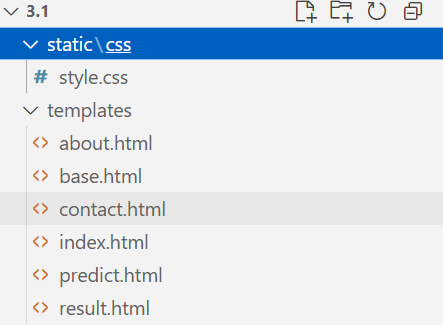 3.1
static\css
# style.css
templates
<> about.html
<> base.html
<> contact.html
<> index.html
<> predict.html
<> result.html